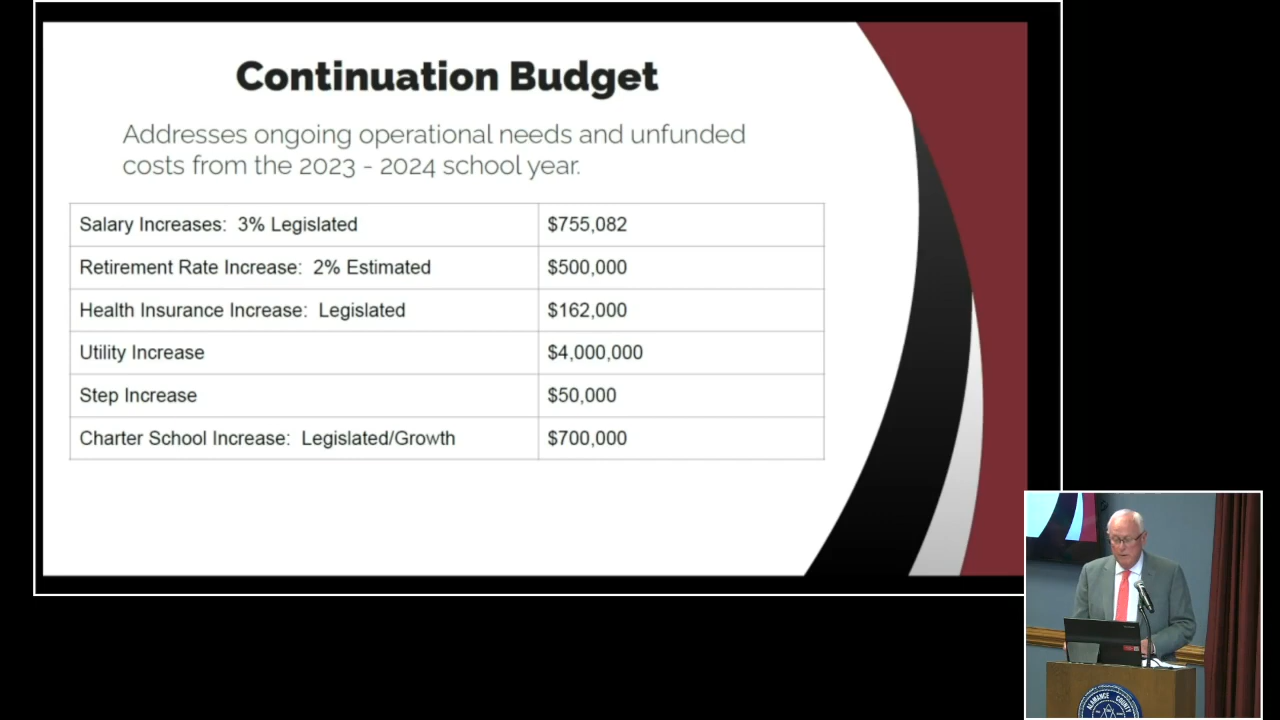 Continuation Budget
Addresses ongoing operational needs and unfunded
costs from the 2023 - 2024 school year.
Salary Increases: 3% Legislated $755,082
Retirement Rate Increase: 2% Estimated $500,000
Health Insurance Increase: Legislated $162,000
Utility Increase $4,000,000
Step Increase $50,000
Charter School Increase: Legislated/Growth $700,000
ALAMANCE COUNTY